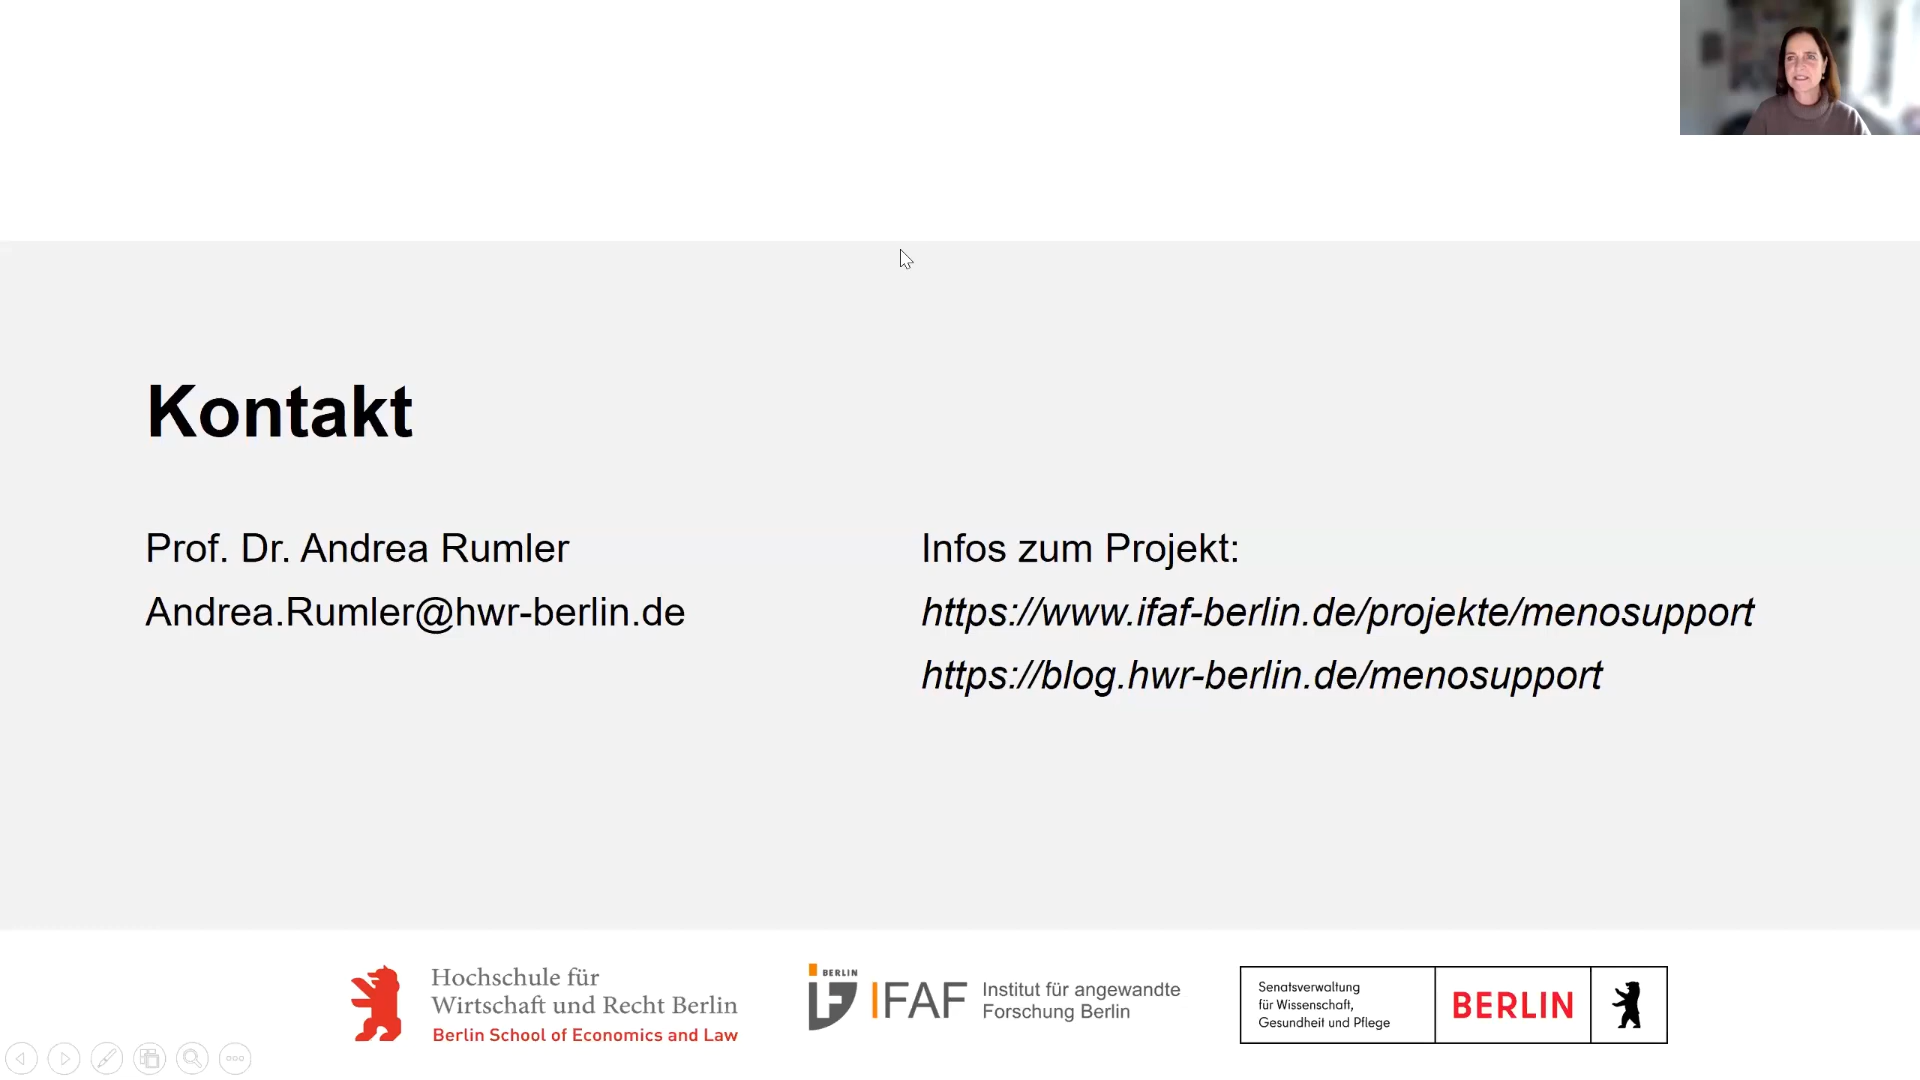 Kontakt
Prof. Dr. Andrea Rumler
Andrea.Rumler@hwr-berlin.de
Infos zum Projekt:
https://www.ifaf-berlin.de/projekte/menosupport
https://blog.hwr-berlin.de/menosupport
Hochschule für
Wirtschaft und Recht Berlin
Berlin School of Economics and Law
BERLIN
IFAF
Institut für angewandte
Forschung Berlin
Senatsverwaltung
für Wissenschaft,
Gesundheit und Pflege
BERLIN